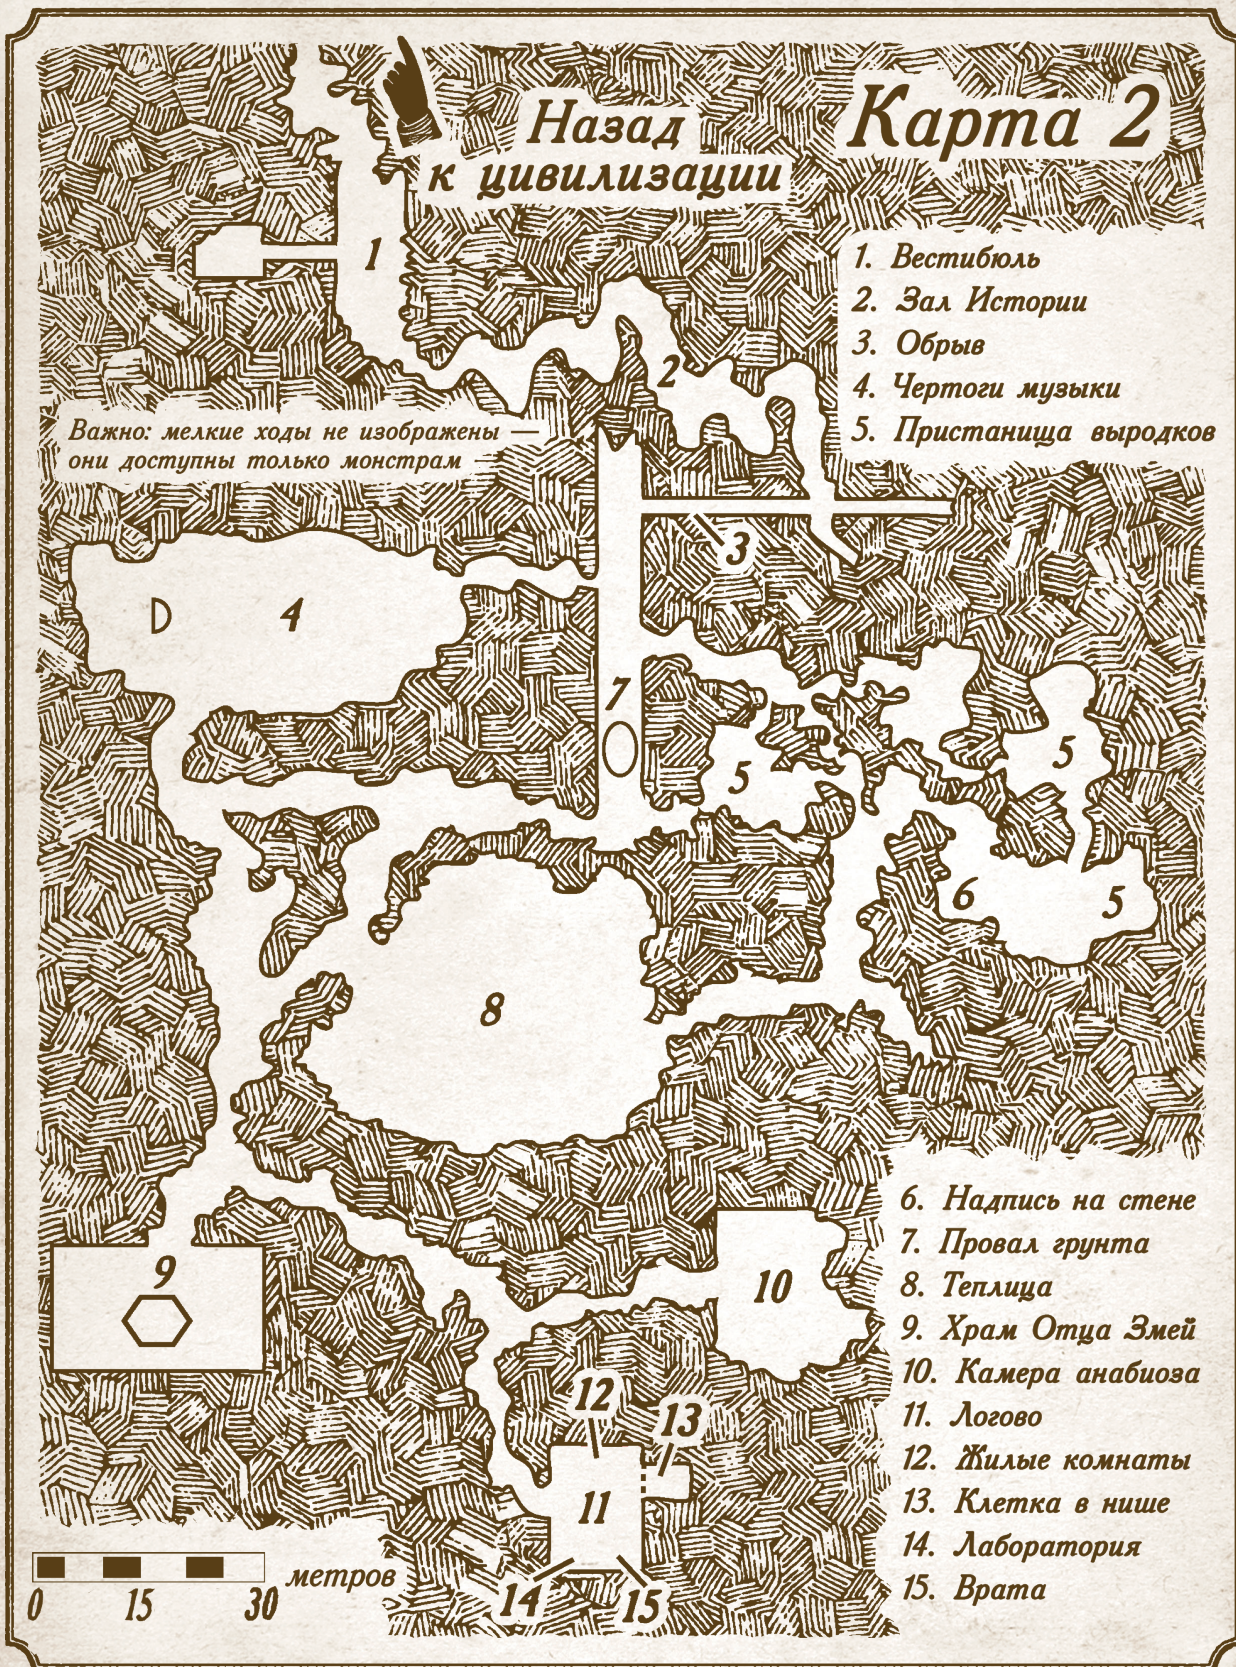 Назад
к цивилизации
Карта 2
1. Вестибюль
2. Зал Истории
3. Обрыв
4. Чертоги музыки
5. Пристанища выродков
1
2
Важно: мелкие ходы не изображены —
они доступны только монстрам
3
4
7
5
5
6
5
8
6. Надпись на стене
7. Провал грунта
8. Теплица
9. Храм Отца Змей
10. Камера анабиоза
11. Логово
12. Жилые комнаты
13. Клетка в нише
14. Лаборатория
15. Врата
9
10
12
13
11
14
15
метров
0 15 30